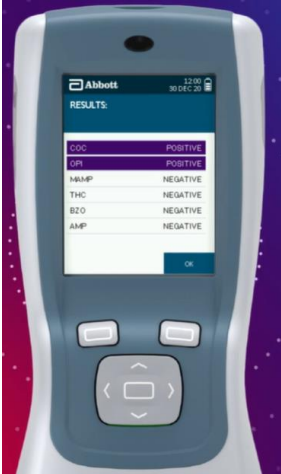 Abbott 12:00
30 DEC 20
RESULTS:
COC POSITIVE
OPI POSITIVE
MAMP NEGATIVE
THC NEGATIVE
BZO NEGATIVE
AMP NEGATIVE
OK